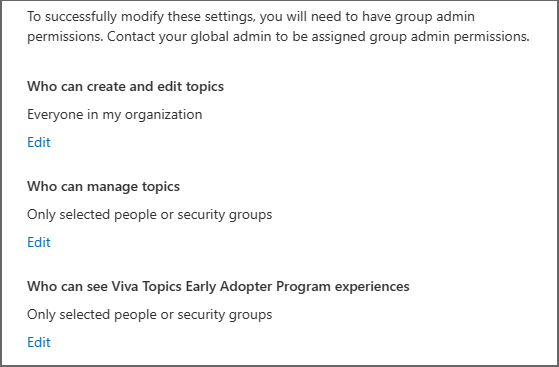 To successfully modify these settings, you will need to have group admin
permissions. Contact your global admin to be assigned group admin permissions.
Who can create and edit topics
Everyone in my organization
Edit
Who can manage topics
Only selected people or security groups
Edit
Who can see Viva Topics Early Adopter Program experiences
Only selected people or security groups
Edit